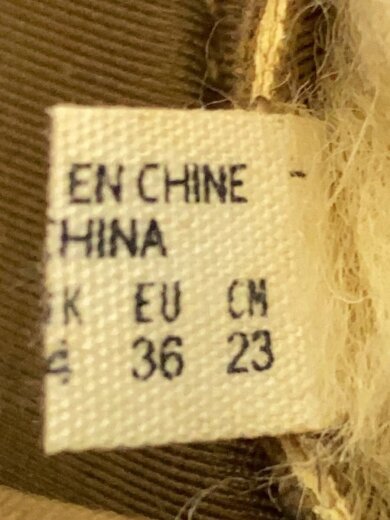 EN CHINE
HINA
K EU CM
36 23